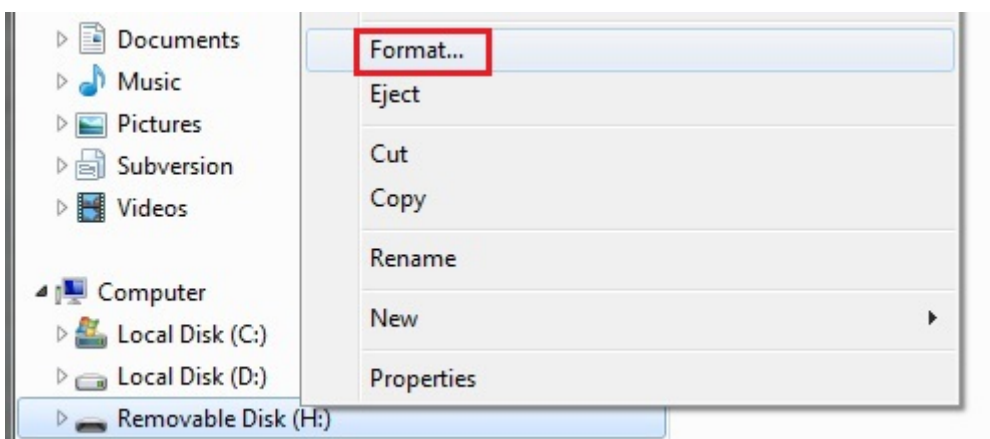 Documents
Music
Pictures
Subversion
Videos
Computer
Local Disk (C:)
Local Disk (D:)
Removable Disk (H:)
Format...
Eject
Cut
Copy
Rename
New
Properties